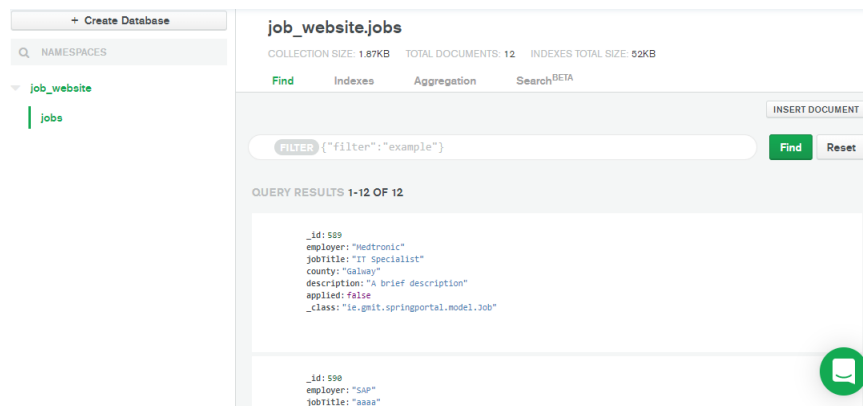 + Create Database
NAMESPACES
job_website
jobs
job_website.jobs
COLLECTION SIZE: 1.87KB TOTAL DOCUMENTS: 12 INDEXES TOTAL SIZE: 52KB
Find Indexes Aggregation Search BETA
INSERT DOCUMENT
FILTER {"filter":"example"}
Find Reset
QUERY RESULTS 1-12 OF 12
_id: 589
employer: "Medtronic"
jobTitle: "IT Specialist"
county: "Galway"
description: "A brief description"
applied: false
_class: "ie.gmit.springportal.model.Job"
_id: 590
employer: "SAP"
jobTitle: "aaaa"